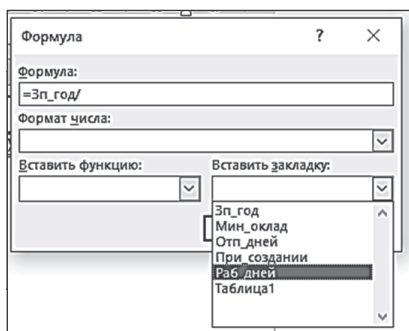 Формула ?
Формула:
=Зп_год/
Формат числа:
Вставить функцию: Вставить закладку:
Зп_год
Мин_оклад
Отп_дней
При_создании
Раб_дней
Таблица1